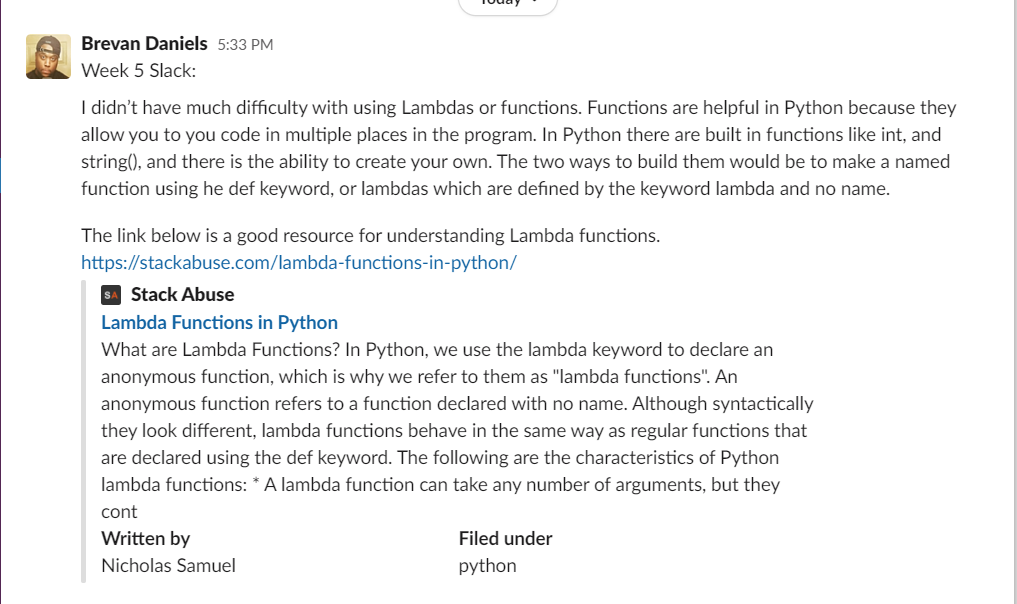 Today
Brevan Daniels 5:33 PM
Week 5 Slack:
I didn’t have much difficulty with using Lambdas or functions. Functions are helpful in Python because they
allow you to you code in multiple places in the program. In Python there are built in functions like int, and
string(), and there is the ability to create your own. The two ways to build them would be to make a named
function using he def keyword, or lambdas which are defined by the keyword lambda and no name.
The link below is a good resource for understanding Lambda functions.
https://stackabuse.com/lambda-functions-in-python/
SA Stack Abuse
Lambda Functions in Python
What are Lambda Functions? In Python, we use the lambda keyword to declare an
anonymous function, which is why we refer to them as "lambda functions". An
anonymous function refers to a function declared with no name. Although syntactically
they look different, lambda functions behave in the same way as regular functions that
are declared using the def keyword. The following are the characteristics of Python
lambda functions: * A lambda function can take any number of arguments, but they
cont
Written by Filed under
Nicholas Samuel python